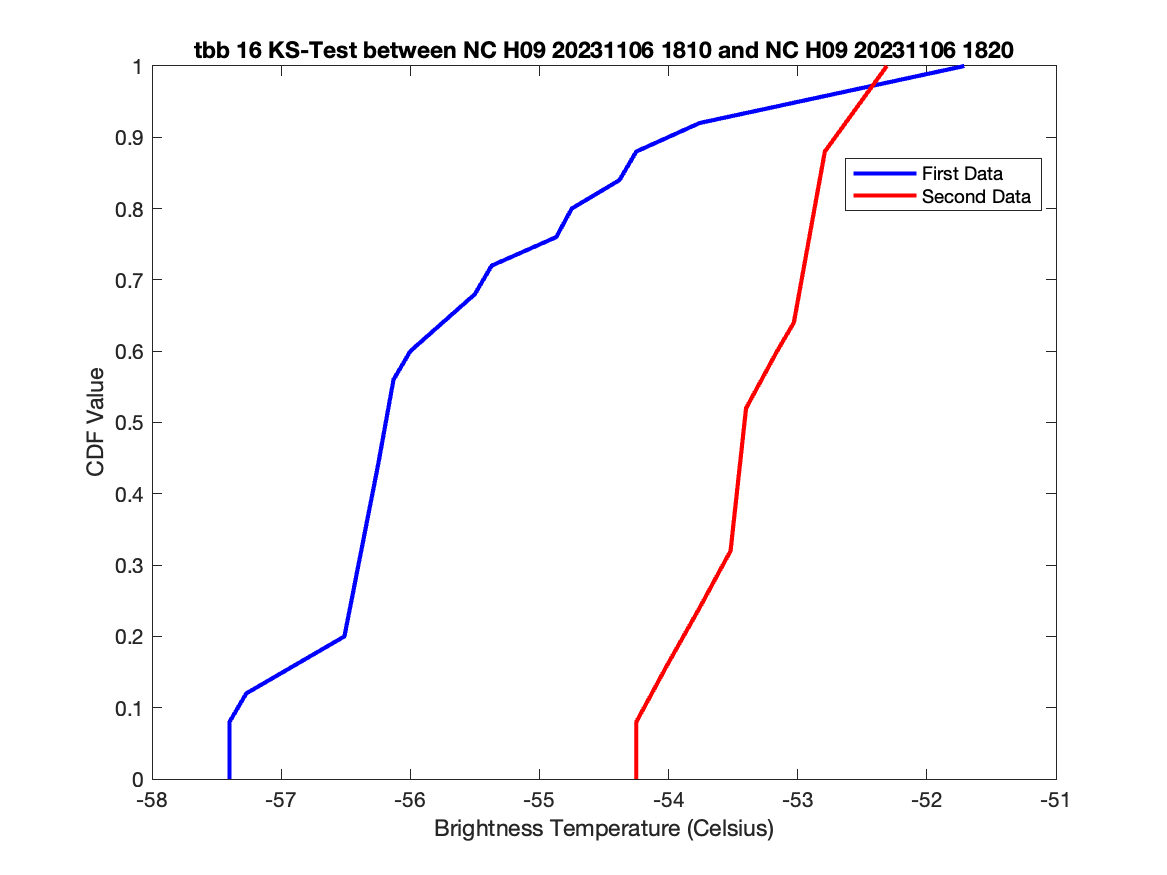 tbb 16 KS-Test between NC H09 20231106 1810 and NC H09 20231106 1820
1
0.9
0.8
0.7
0.6
0.5
0.4
0.3
0.2
0.1
0
CDF Value
First Data
Second Data
-58 -57 -56 -55 -54 -53 -52 -51
Brightness Temperature (Celsius)